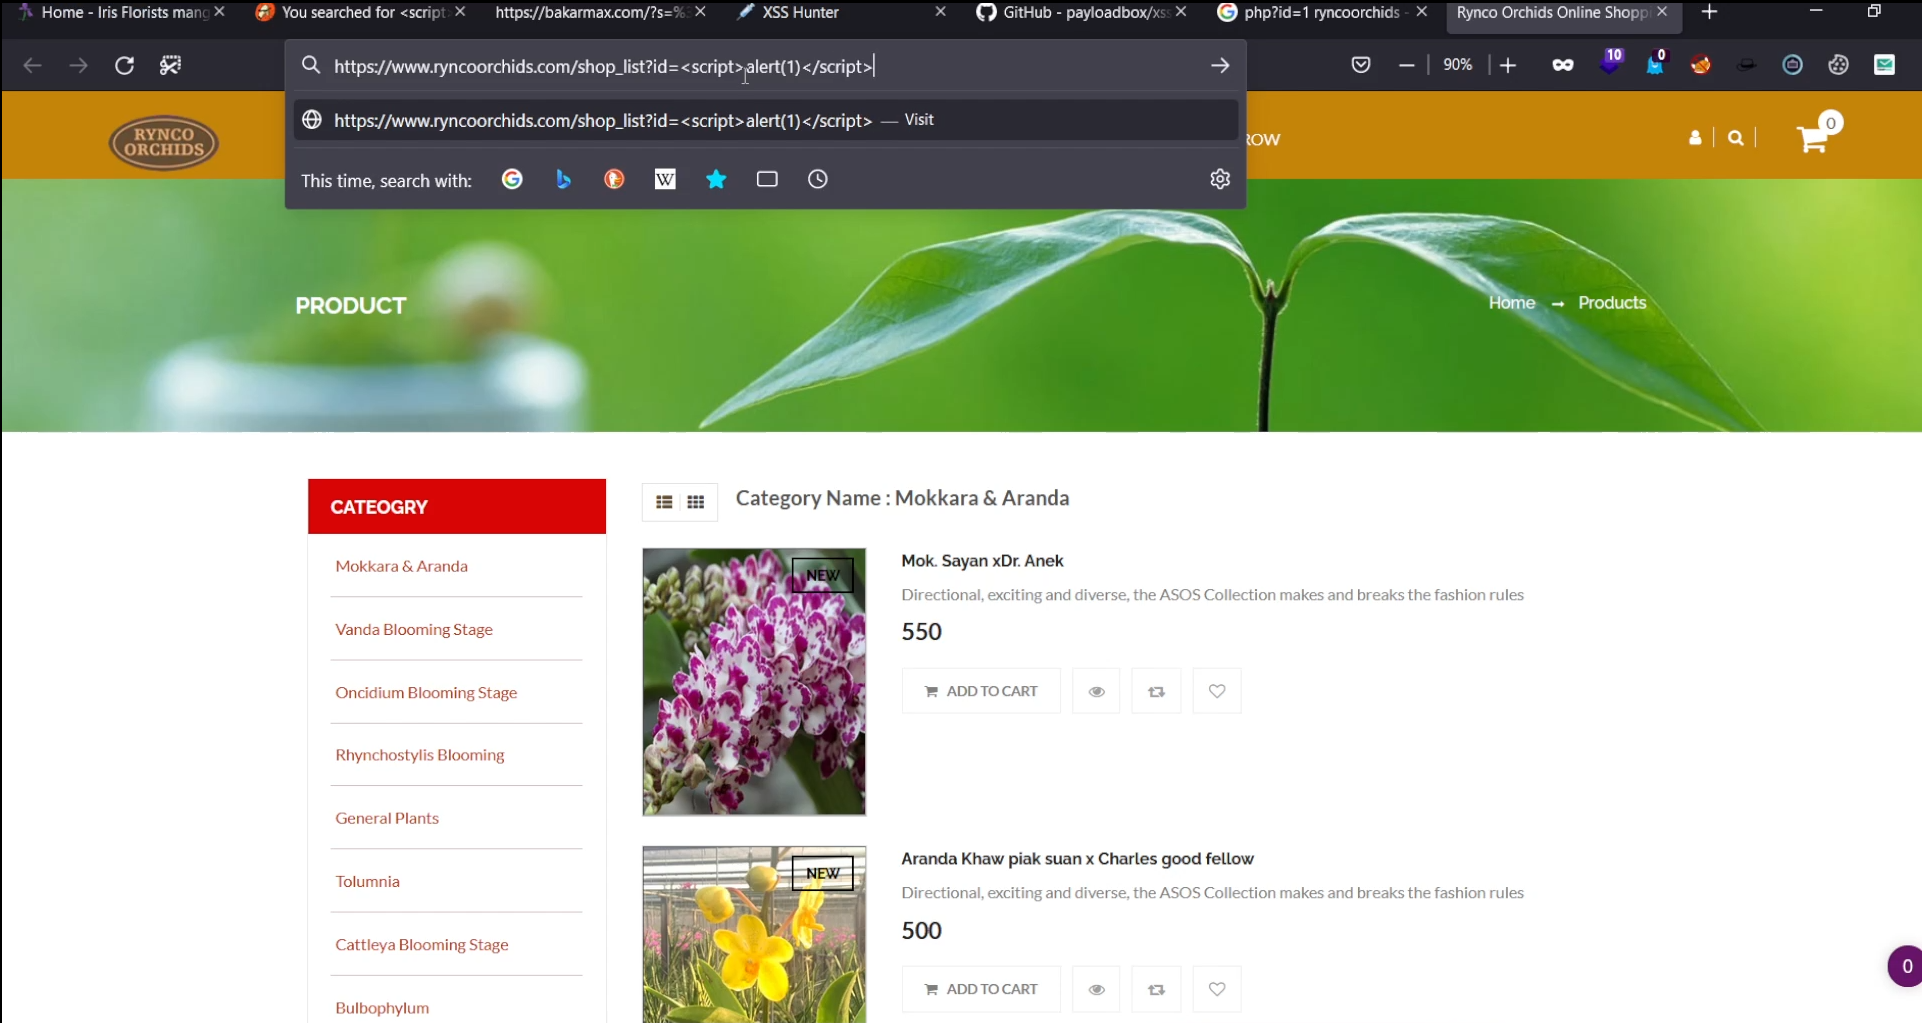 Home - Iris Florists mang
You searched for <script>
https://bakarmax.com/?s=%3
XSS Hunter
GitHub - payloadbox/xss
php?id=1 ryncoorchids -
Rynco Orchids Online Shoppi
https://www.ryncoorchids.com/shop_list?id=<script>alert(1)</script>
90%
10
0
https://www.ryncoorchids.com/shop_list?id=<script>alert(1)</script> — Visit
This time, search with:
W
RYNCO
ORCHIDS
ROW
0
PRODUCT
Home → Products
CATEOGRY
Mokkara & Aranda
Vanda Blooming Stage
Oncidium Blooming Stage
Rhynchostylis Blooming
General Plants
Tolumnia
Cattleya Blooming Stage
Bulbophylum
Category Name : Mokkara & Aranda
NEW
Mok. Sayan xDr. Anek
Directional, exciting and diverse, the ASOS Collection makes and breaks the fashion rules
550
ADD TO CART
NEW
Aranda Khaw piak suan x Charles good fellow
Directional, exciting and diverse, the ASOS Collection makes and breaks the fashion rules
500
ADD TO CART
0